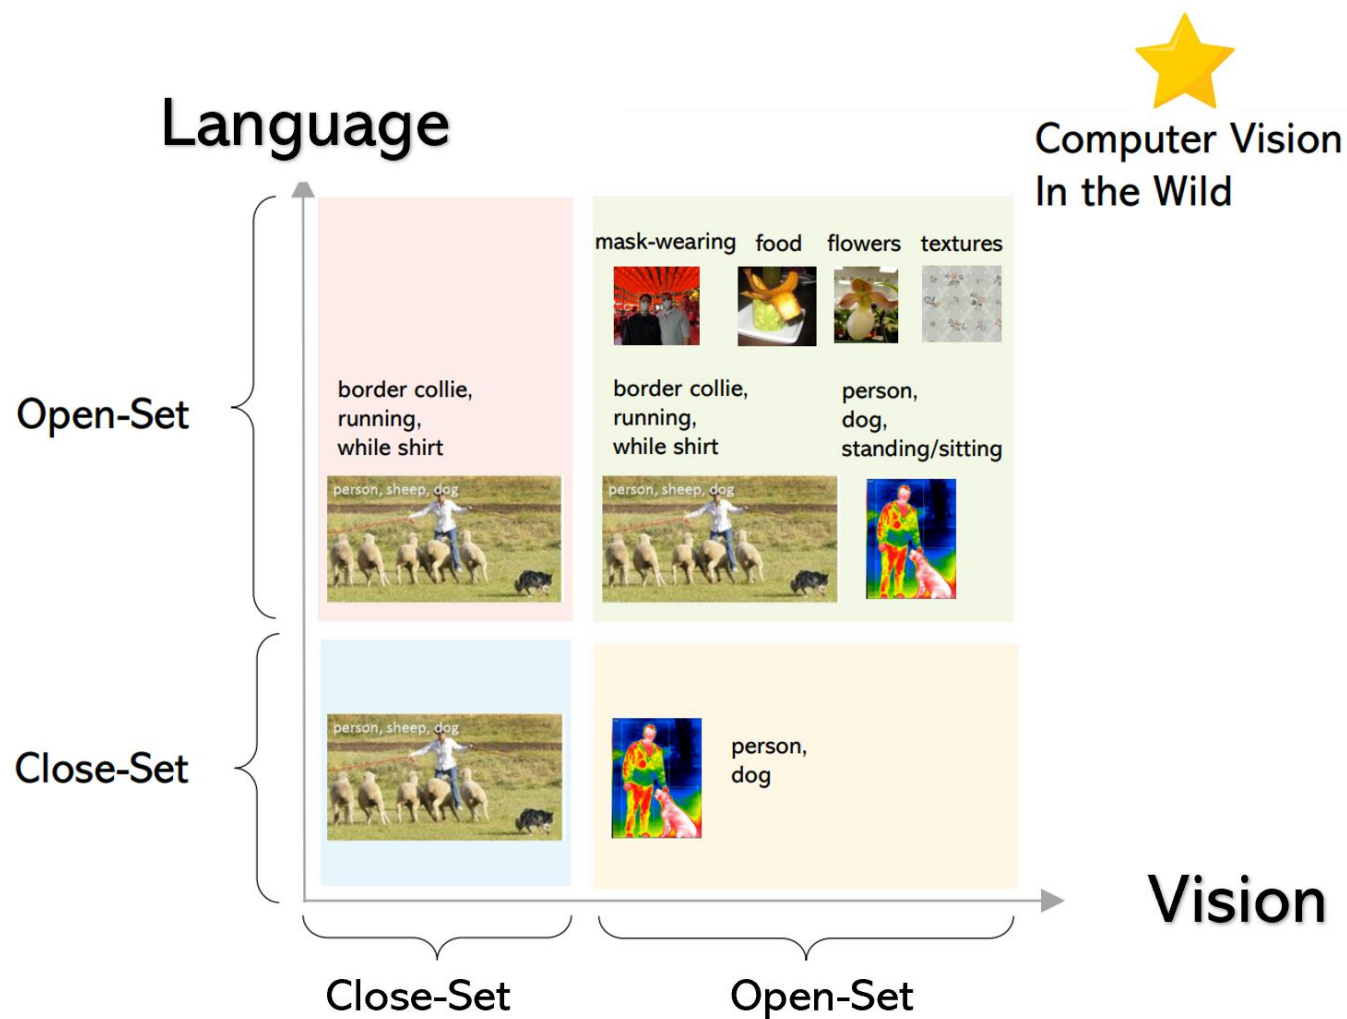 Language
Computer Vision
In the Wild
mask-wearing food flowers textures
Open-Set
border collie,
running,
while shirt
person, sheep, dog
border collie,
running,
while shirt
person, sheep, dog
person,
dog,
standing/sitting
Close-Set
person, sheep, dog
person,
dog
Vision
Close-Set
Open-Set